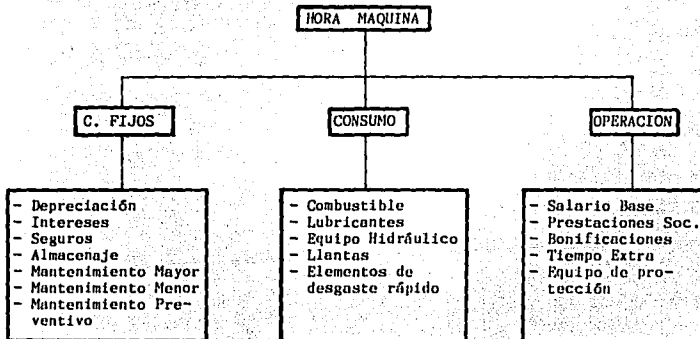 HORA MAQUINA
C. FIJOS
CONSUMO
OPERACION
- Depreciación
- Intereses
- Seguros
- Almacenaje
- Mantenimiento Mayor
- Mantenimiento Menor
- Mantenimiento Pre-
ventivo
- Combustible
- Lubricantes
- Equipo Hidráulico
- Llantas
- Elementos de
desgaste rápido
- Salario Base
- Prestaciones Soc.
- Bonificaciones
- Tiempo Extra
- Equipo de pro-
tección